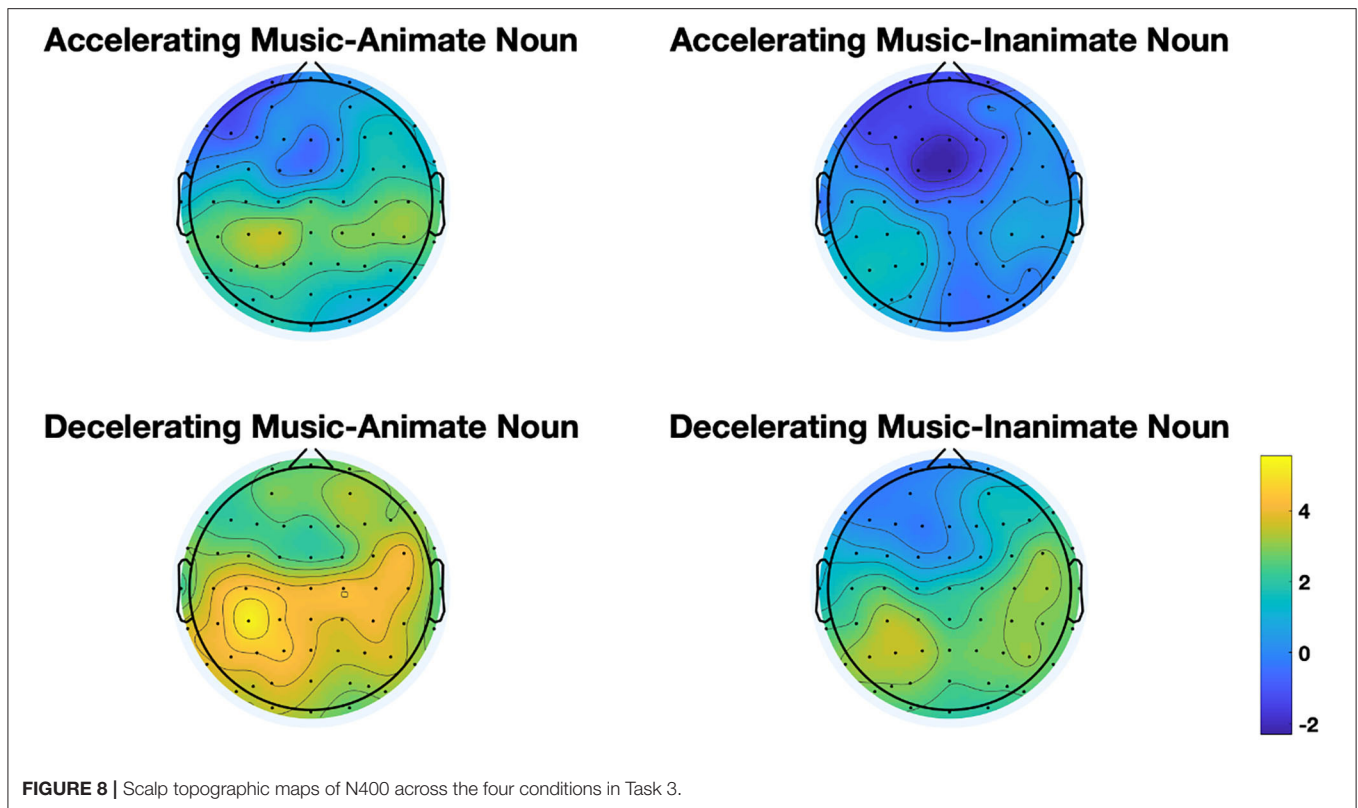 Accelerating Music-Animate Noun
Accelerating Music-Inanimate Noun
Decelerating Music-Animate Noun
Decelerating Music-Inanimate Noun
4
2
0
-2
FIGURE 8 | Scalp topographic maps of N400 across the four conditions in Task 3.